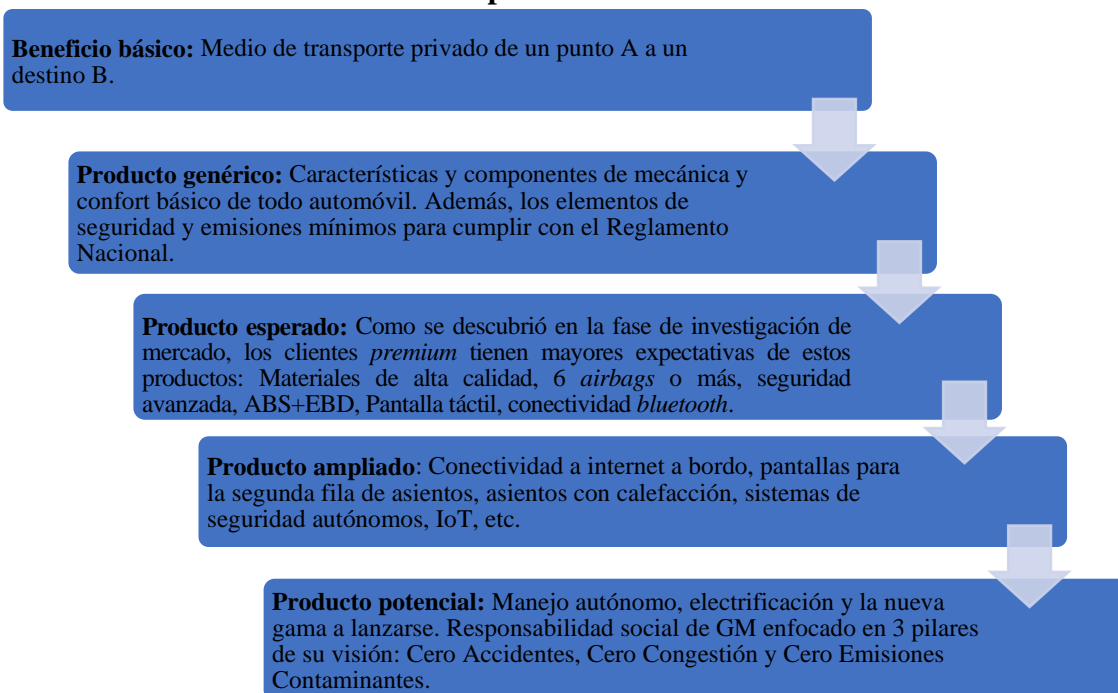 Beneficio básico: Medio de transporte privado de un punto A a un
destino B.
Producto genérico: Características y componentes de mecánica y
confort básico de todo automóvil. Además, los elementos de
seguridad y emisiones mínimos para cumplir con el Reglamento
Nacional.
Producto esperado: Como se descubrió en la fase de investigación de
mercado, los clientes premium tienen mayores expectativas de estos
productos: Materiales de alta calidad, 6 airbags o más, seguridad
avanzada, ABS+EBD, Pantalla táctil, conectividad bluetooth.
Producto ampliado: Conectividad a internet a bordo, pantallas para
la segunda fila de asientos, asientos con calefacción, sistemas de
seguridad autónomos, IoT, etc.
Producto potencial: Manejo autónomo, electrificación y la nueva
gama a lanzarse. Responsabilidad social de GM enfocado en 3 pilares
de su visión: Cero Accidentes, Cero Congestión y Cero Emisiones
Contaminantes.